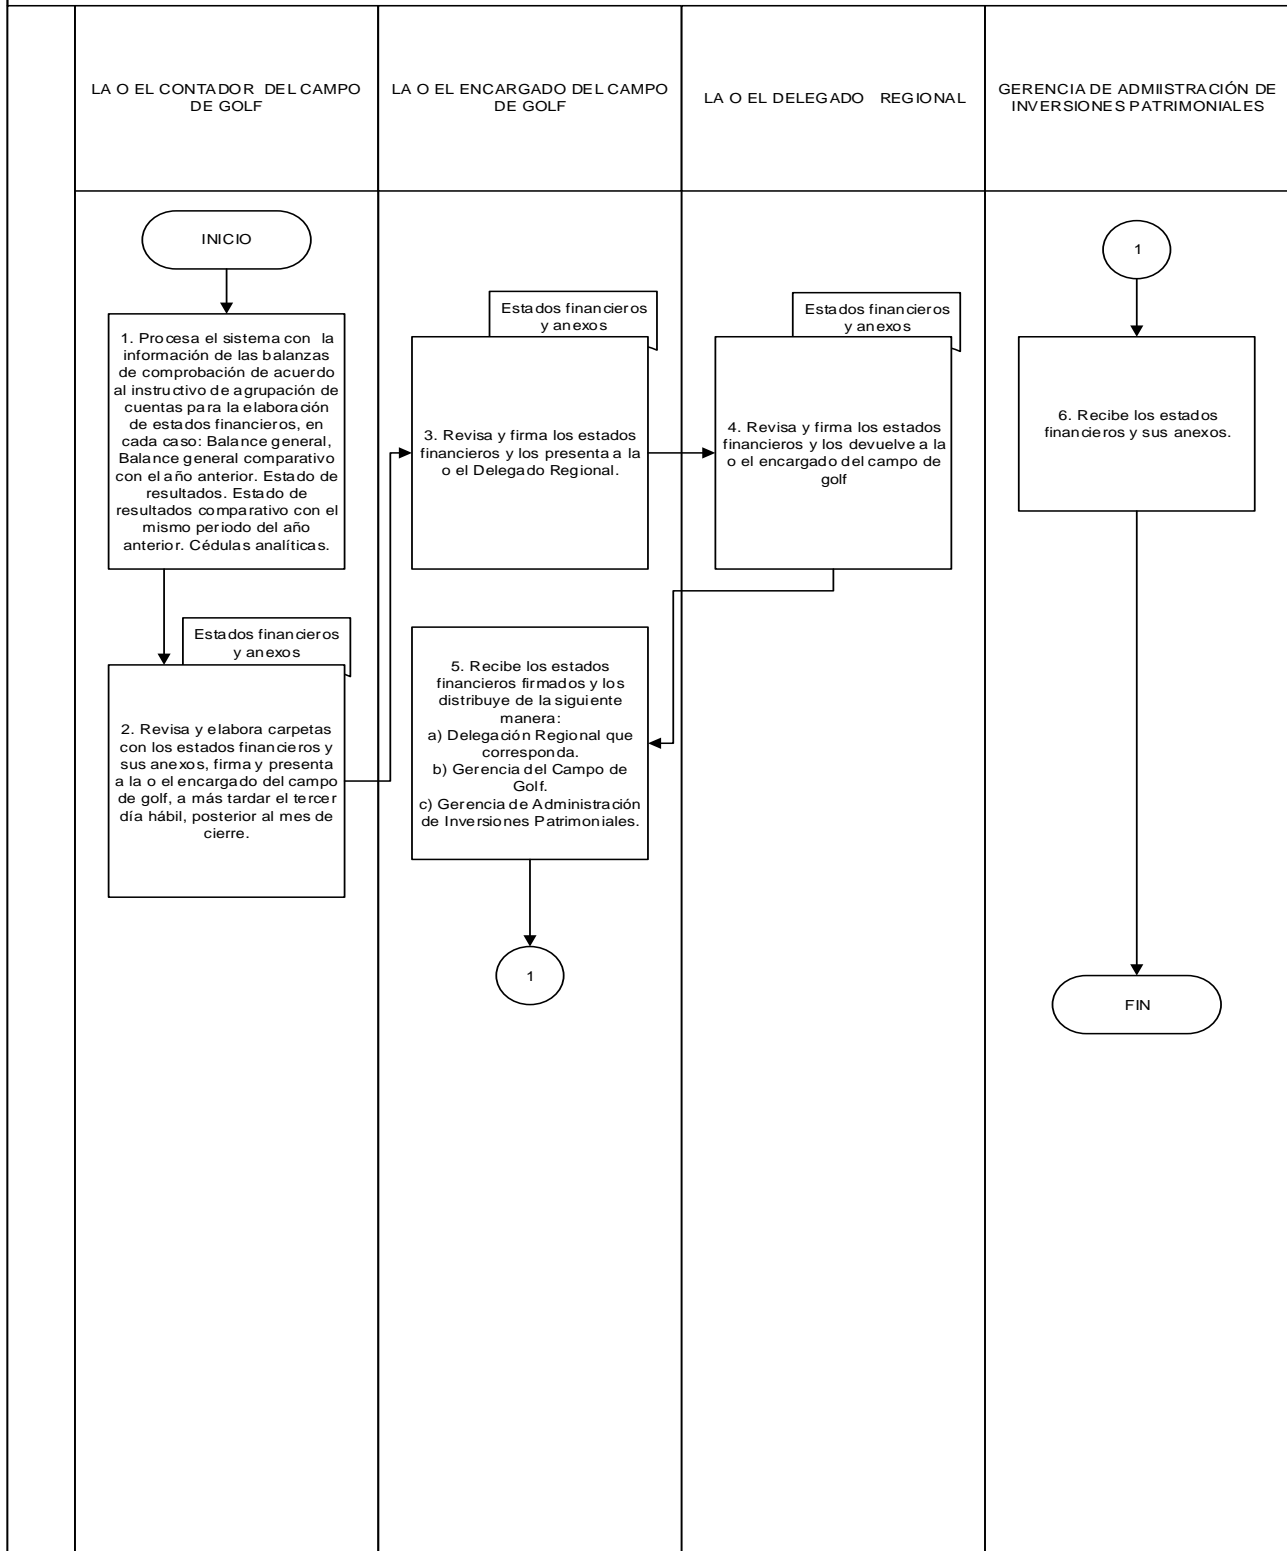 LA O EL CONTADOR DEL CAMPO
DE GOLF
LA O EL ENCARGADO DEL CAMPO
DE GOLF
LA O EL DELEGADO REGIONAL
GERENCIA DE ADMIISTRACIÓN DE
INVERSIONES PATRIMONIALES
INICIO
1. Procesa el sistema con la
información de las balanzas
de comprobación de acuerdo
al instructivo de agrupación de
cuentas para la elaboración
de estados financieros, en
cada caso: Balance general,
Balance general comparativo
con el año anterior. Estado de
resultados. Estado de
resultados comparativo con el
mismo periodo del año
anterior. Cédulas analíticas.
Estados financieros
y anexos
2. Revisa y elabora carpetas
con los estados financieros y
sus anexos, firma y presenta
a la o el encargado del campo
de golf, a más tardar el tercer
día hábil, posterior al mes de
cierre.
Estados financieros
y anexos
3. Revisa y firma los estados
financieros y los presenta a la
o el Delegado Regional.
Estados financieros
y anexos
4. Revisa y firma los estados
financieros y los devuelve a la
o el encargado del campo de
golf
5. Recibe los estados
financieros firmados y los
distribuye de la siguiente
manera:
a) Delegación Regional que
corresponda.
b) Gerencia del Campo de
Golf.
c) Gerencia de Administración
de Inversiones Patrimoniales.
1
1
6. Recibe los estados
financieros y sus anexos.
FIN